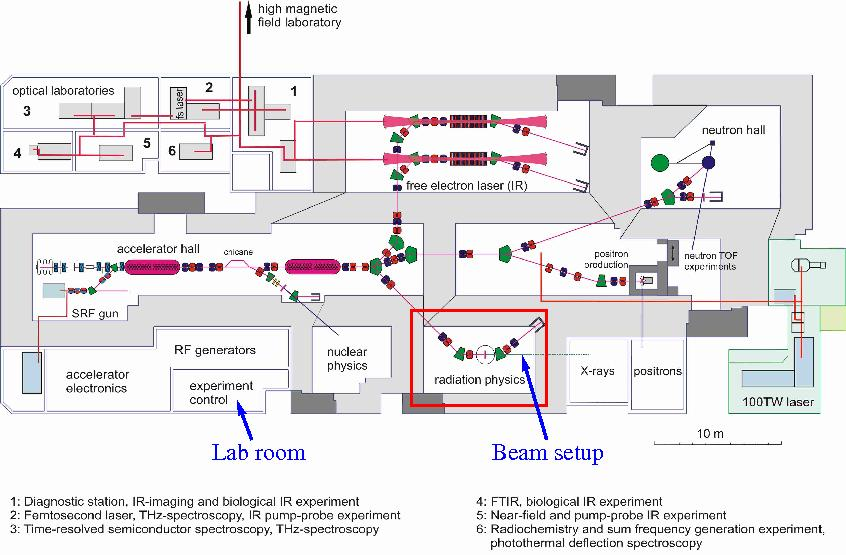 high magnetic
field laboratory
optical laboratories
3
fs laser
2
1
4
5
6
free electron laser (IR)
neutron hall
accelerator hall
chicane
positron
production
neutron TOF
experiments
SRF gun
RF generators
accelerator
electronics
experiment
control
nuclear
physics
radiation physics
X-rays
positrons
100TW laser
Lab room
Beam setup
10 m
1: Diagnostic station, IR-imaging and biological IR experiment
2: Femtosecond laser, THz-spectroscopy, IR pump-probe experiment
3: Time-resolved semiconductor spectroscopy, THz-spectroscopy
4: FTIR, biological IR experiment
5: Near-field and pump-probe IR experiment
6: Radiochemistry and sum frequency generation experiment,
photothermal deflection spectroscopy